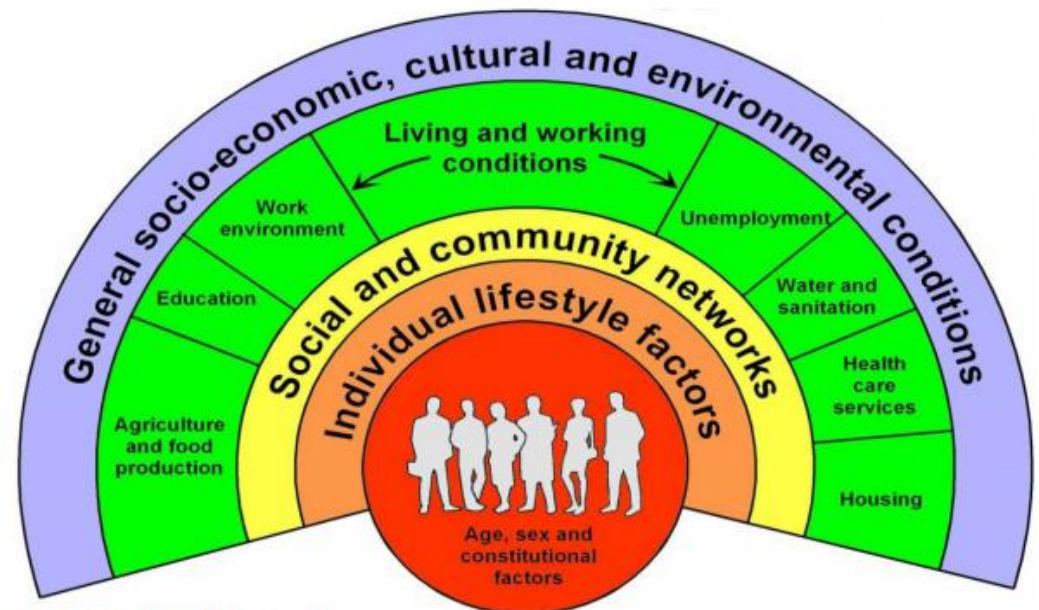 General socio-economic, cultural and environmental conditions
Living and working
conditions
Work
environment
Unemployment
Education
Water and
sanitation
Agriculture
and food
production
Health
care
services
Housing
Social and community networks
Individual lifestyle factors
Age, sex and
constitutional
factors